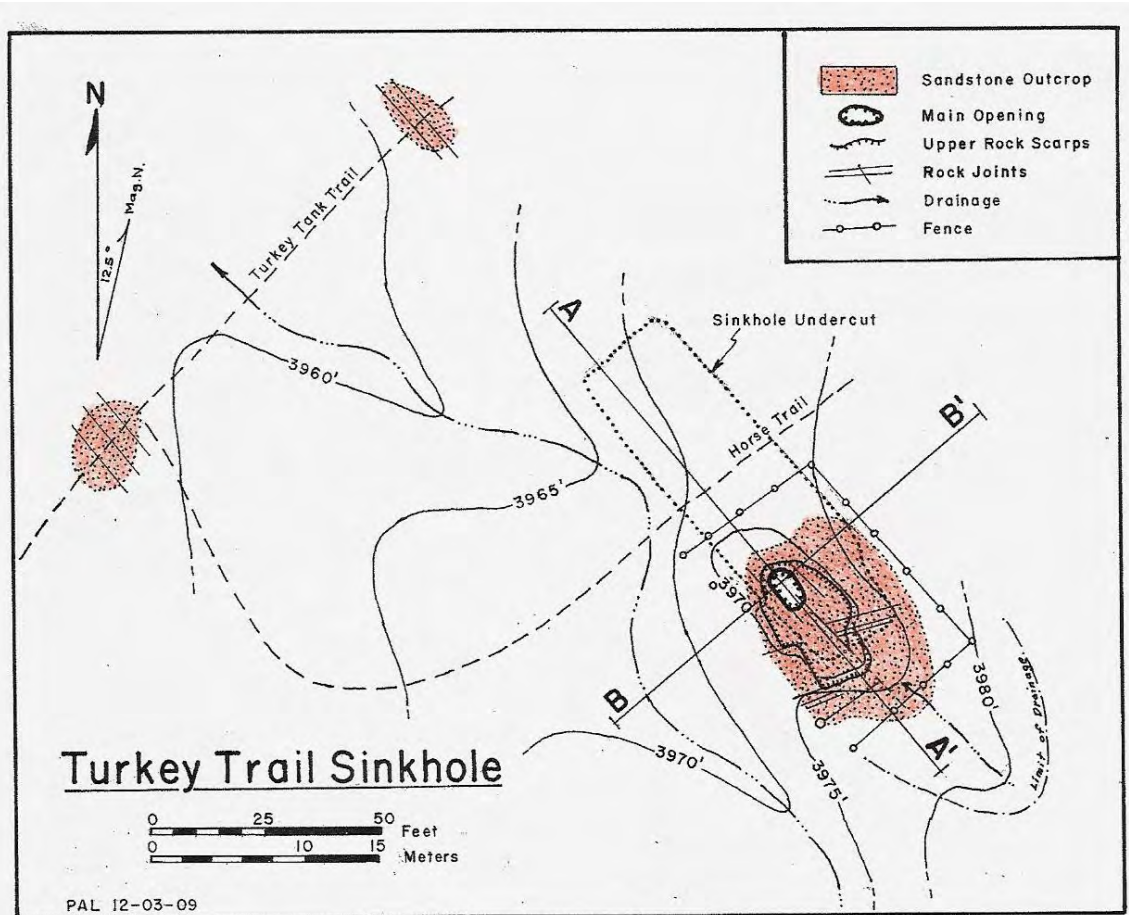 N
Mag.N.
12.5°
Turkey Tank Trail
Sandstone Outcrop
Main Opening
Upper Rock Scarps
Rock Joints
Drainage
Fence
A
Sinkhole Undercut
3960'
Horse Trail
B'
3965'
3970'
B
3980'
Limit of Drainage
A'
3970'
3975'
Turkey Trail Sinkhole
0 25 50 Feet
0 10 15 Meters
PAL 12-03-09